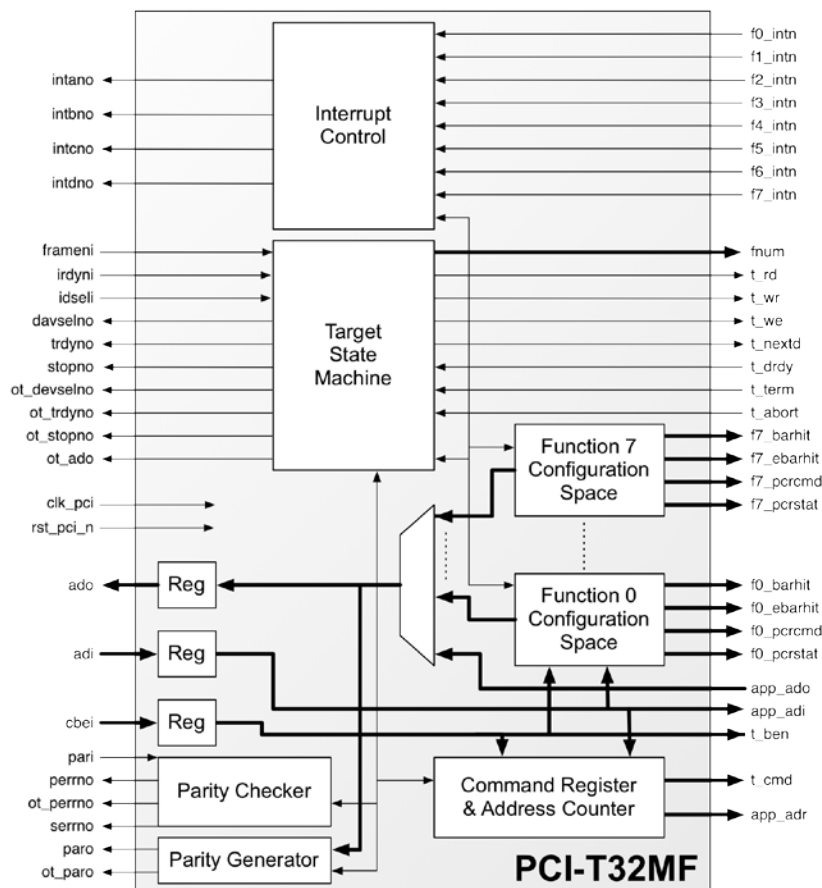 f0_intn
f1_intn
intano
f2_intn
f3_intn
intbno
Interrupt
Control
f4_intn
intcno
f5_intn
f6_intn
intdno
f7_intn
frameni
fnum
irdyni
t_rd
idseli
t_wr
davselno
t_we
trdyno
Target
State
Machine
t_nextd
stopno
t_drdy
ot_devselno
t_term
ot_trdyno
t_abort
ot_stopno
Function 7
Configuration
Space
f7_barhit
ot_ado
f7_ebarhit
f7_pcrcmd
clk_pci
f7_pcrstat
rst_pci_n
ado
Reg
Function 0
Configuration
Space
f0_barhit
f0_ebarhit
f0_pcrcmd
adi
Reg
f0_pcrstat
app_ado
app_adi
cbei
Reg
t_ben
pari
perrno
Parity Checker
Command Register
& Address Counter
t_cmd
ot_perrno
serrno
app_adr
paro
Parity Generator
ot_paro
PCI-T32MF